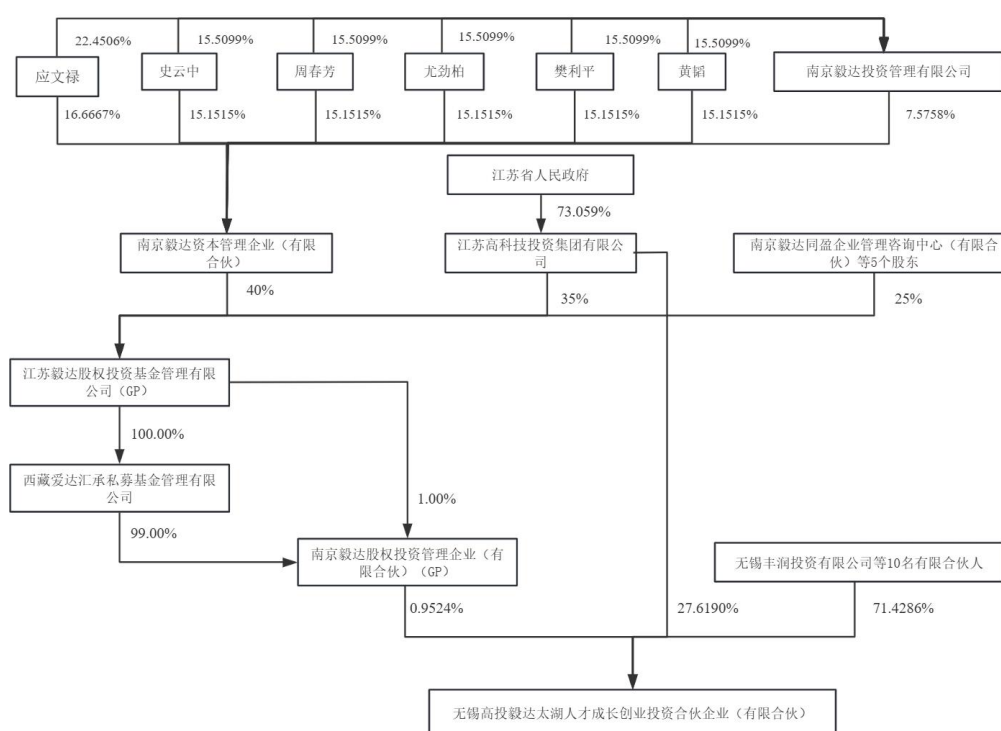 22.4506%
15.5099%
15.5099%
15.5099%
15.5099%
15.5099%
应文禄
史云中
周春芳
尤劲柏
樊利平
黄韬
南京毅达投资管理有限公司
16.6667%
15.1515%
15.1515%
15.1515%
15.1515%
15.1515%
7.5758%
江苏省人民政府
73.059%
南京毅达资本管理企业（有限
合伙）
江苏高科技投资集团有限公
司
南京毅达同盈企业管理咨询中心（有限合
伙）等5个股东
40%
35%
25%
江苏毅达股权投资基金管理有限
公司（GP）
100.00%
西藏爱达汇承私募基金管理有限
公司
1.00%
99.00%
南京毅达股权投资管理企业（有
限合伙）（GP）
无锡丰润投资有限公司等10名有限合伙人
0.9524%
27.6190%
71.4286%
无锡高投毅达太湖人才成长创业投资合伙企业（有限合伙）